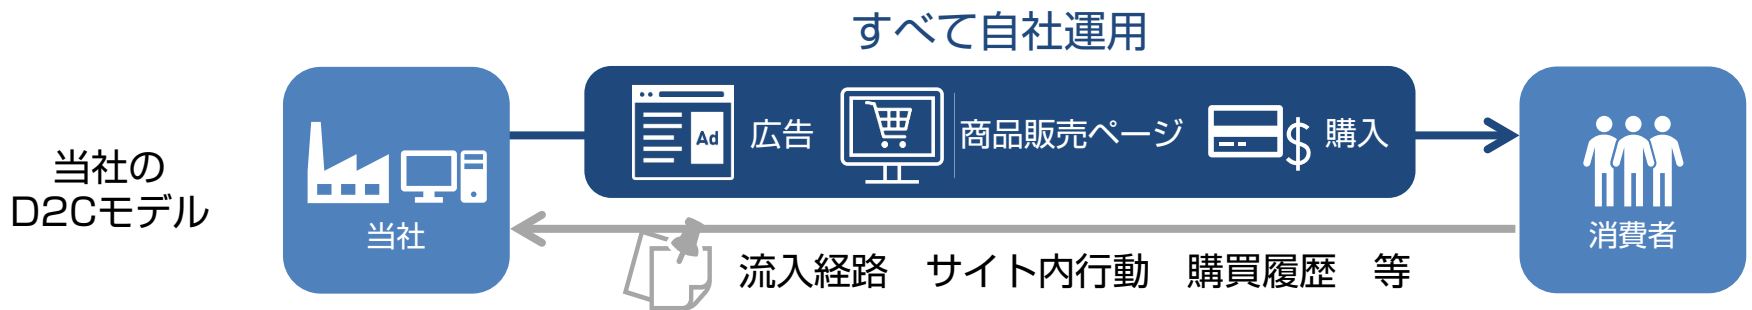 すべて自社運用
当社の
D2Cモデル
当社
Ad
広告
商品販売ページ
購入
消費者
流入経路　サイト内行動　購買履歴　等